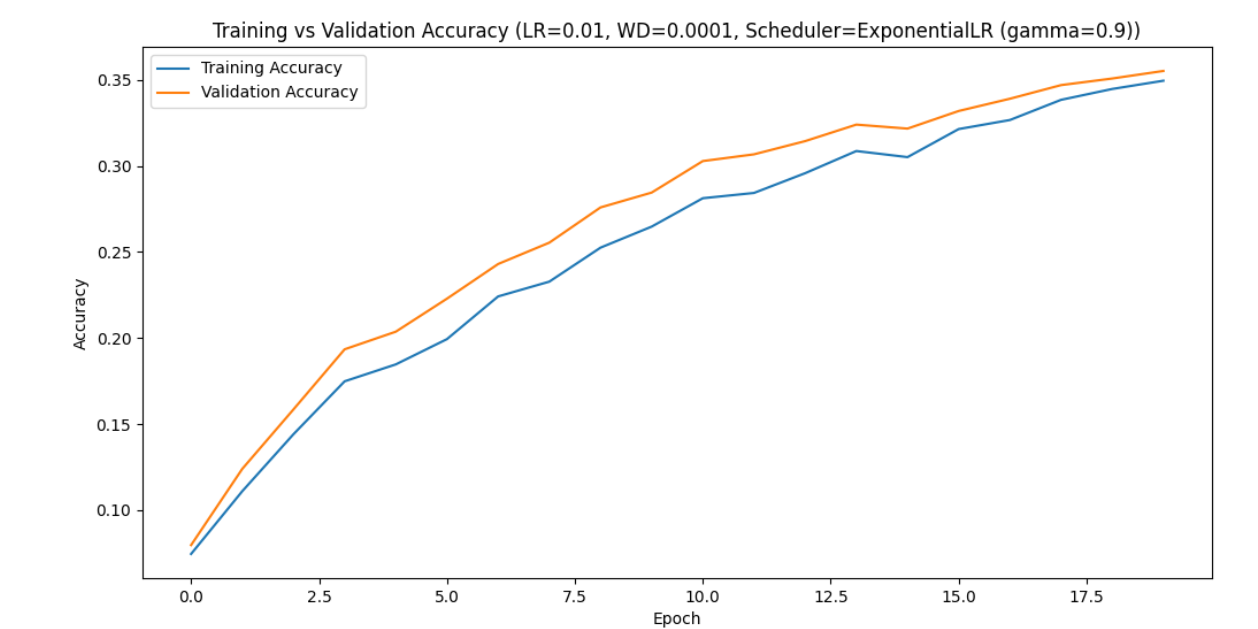 Training vs Validation Accuracy (LR=0.01, WD=0.0001, Scheduler=ExponentialLR (gamma=0.9))
Training Accuracy
Validation Accuracy
Accuracy
0.35
0.30
0.25
0.20
0.15
0.10
0.0 2.5 5.0 7.5 10.0 12.5 15.0 17.5
Epoch